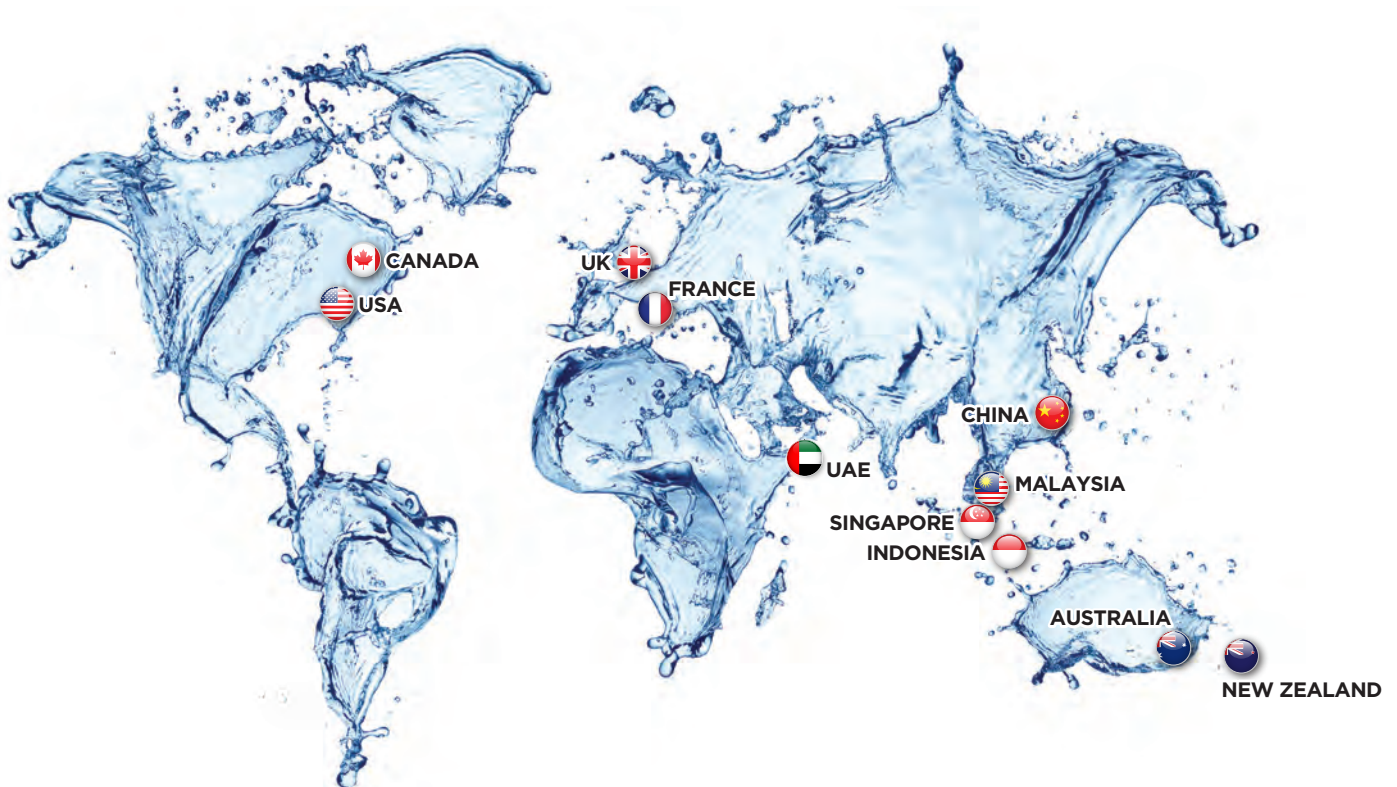 CANADA
UK
FRANCE
USA
CHINA
UAE
MALAYSIA
SINGAPORE
INDONESIA
AUSTRALIA
NEW ZEALAND